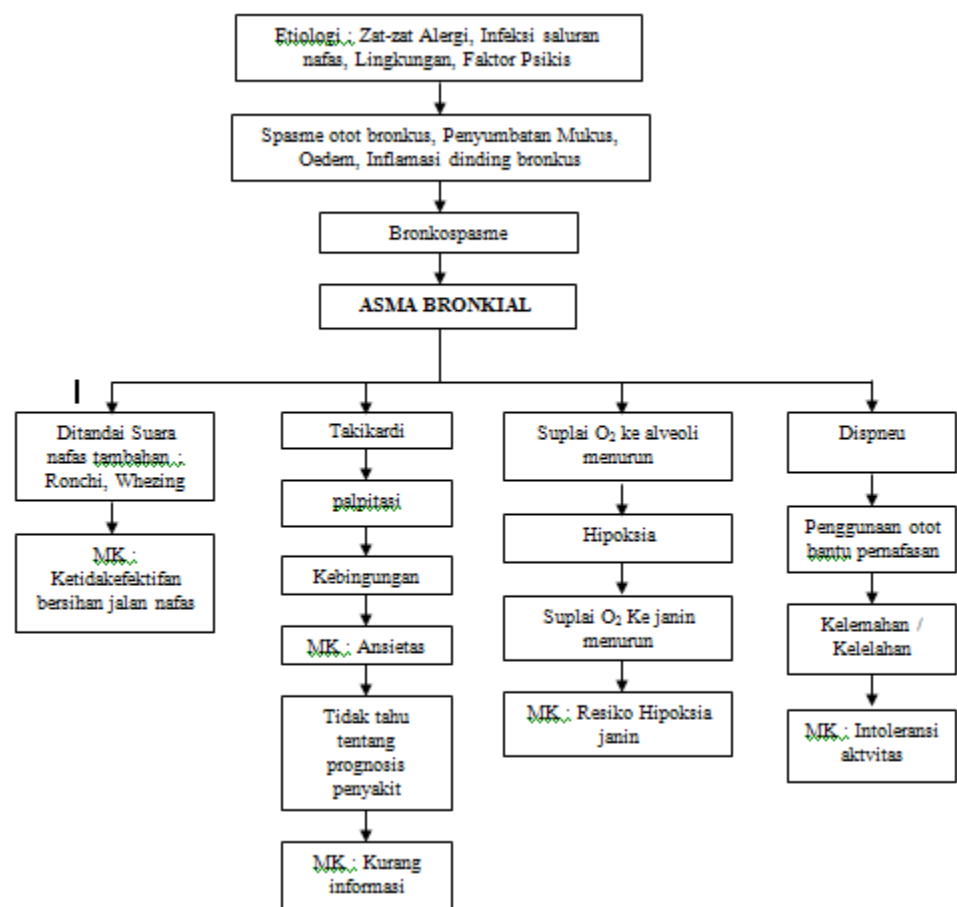 Etiologi : Zat-zat Alergi, Infeksi saluran
nafas, Lingkungan, Faktor Psikis
Spasme otot bronkus, Penyumbatan Mukus,
Oedem, Inflamasi dinding bronkus
Bronkospasme
ASMA BRONKIAL
Ditandai Suara
nafas tambahan :
Ronchi, Whezing
MK :
Ketidakefektifan
bersihan jalan nafas
Takikardi
palpitasi
Kebingungan
MK : Ansietas
Tidak tahu
tentang
prognosis
penyakit
MK : Kurang
informasi
Suplai O₂ ke alveoli
menurun
Hipoksia
Suplai O₂ Ke janin
menurun
MK : Resiko Hipoksia
janin
Dispneu
Penggunaan otot
bantu pernafasan
Kelemahan /
Kelelahan
MK : Intoleransi
aktvitas